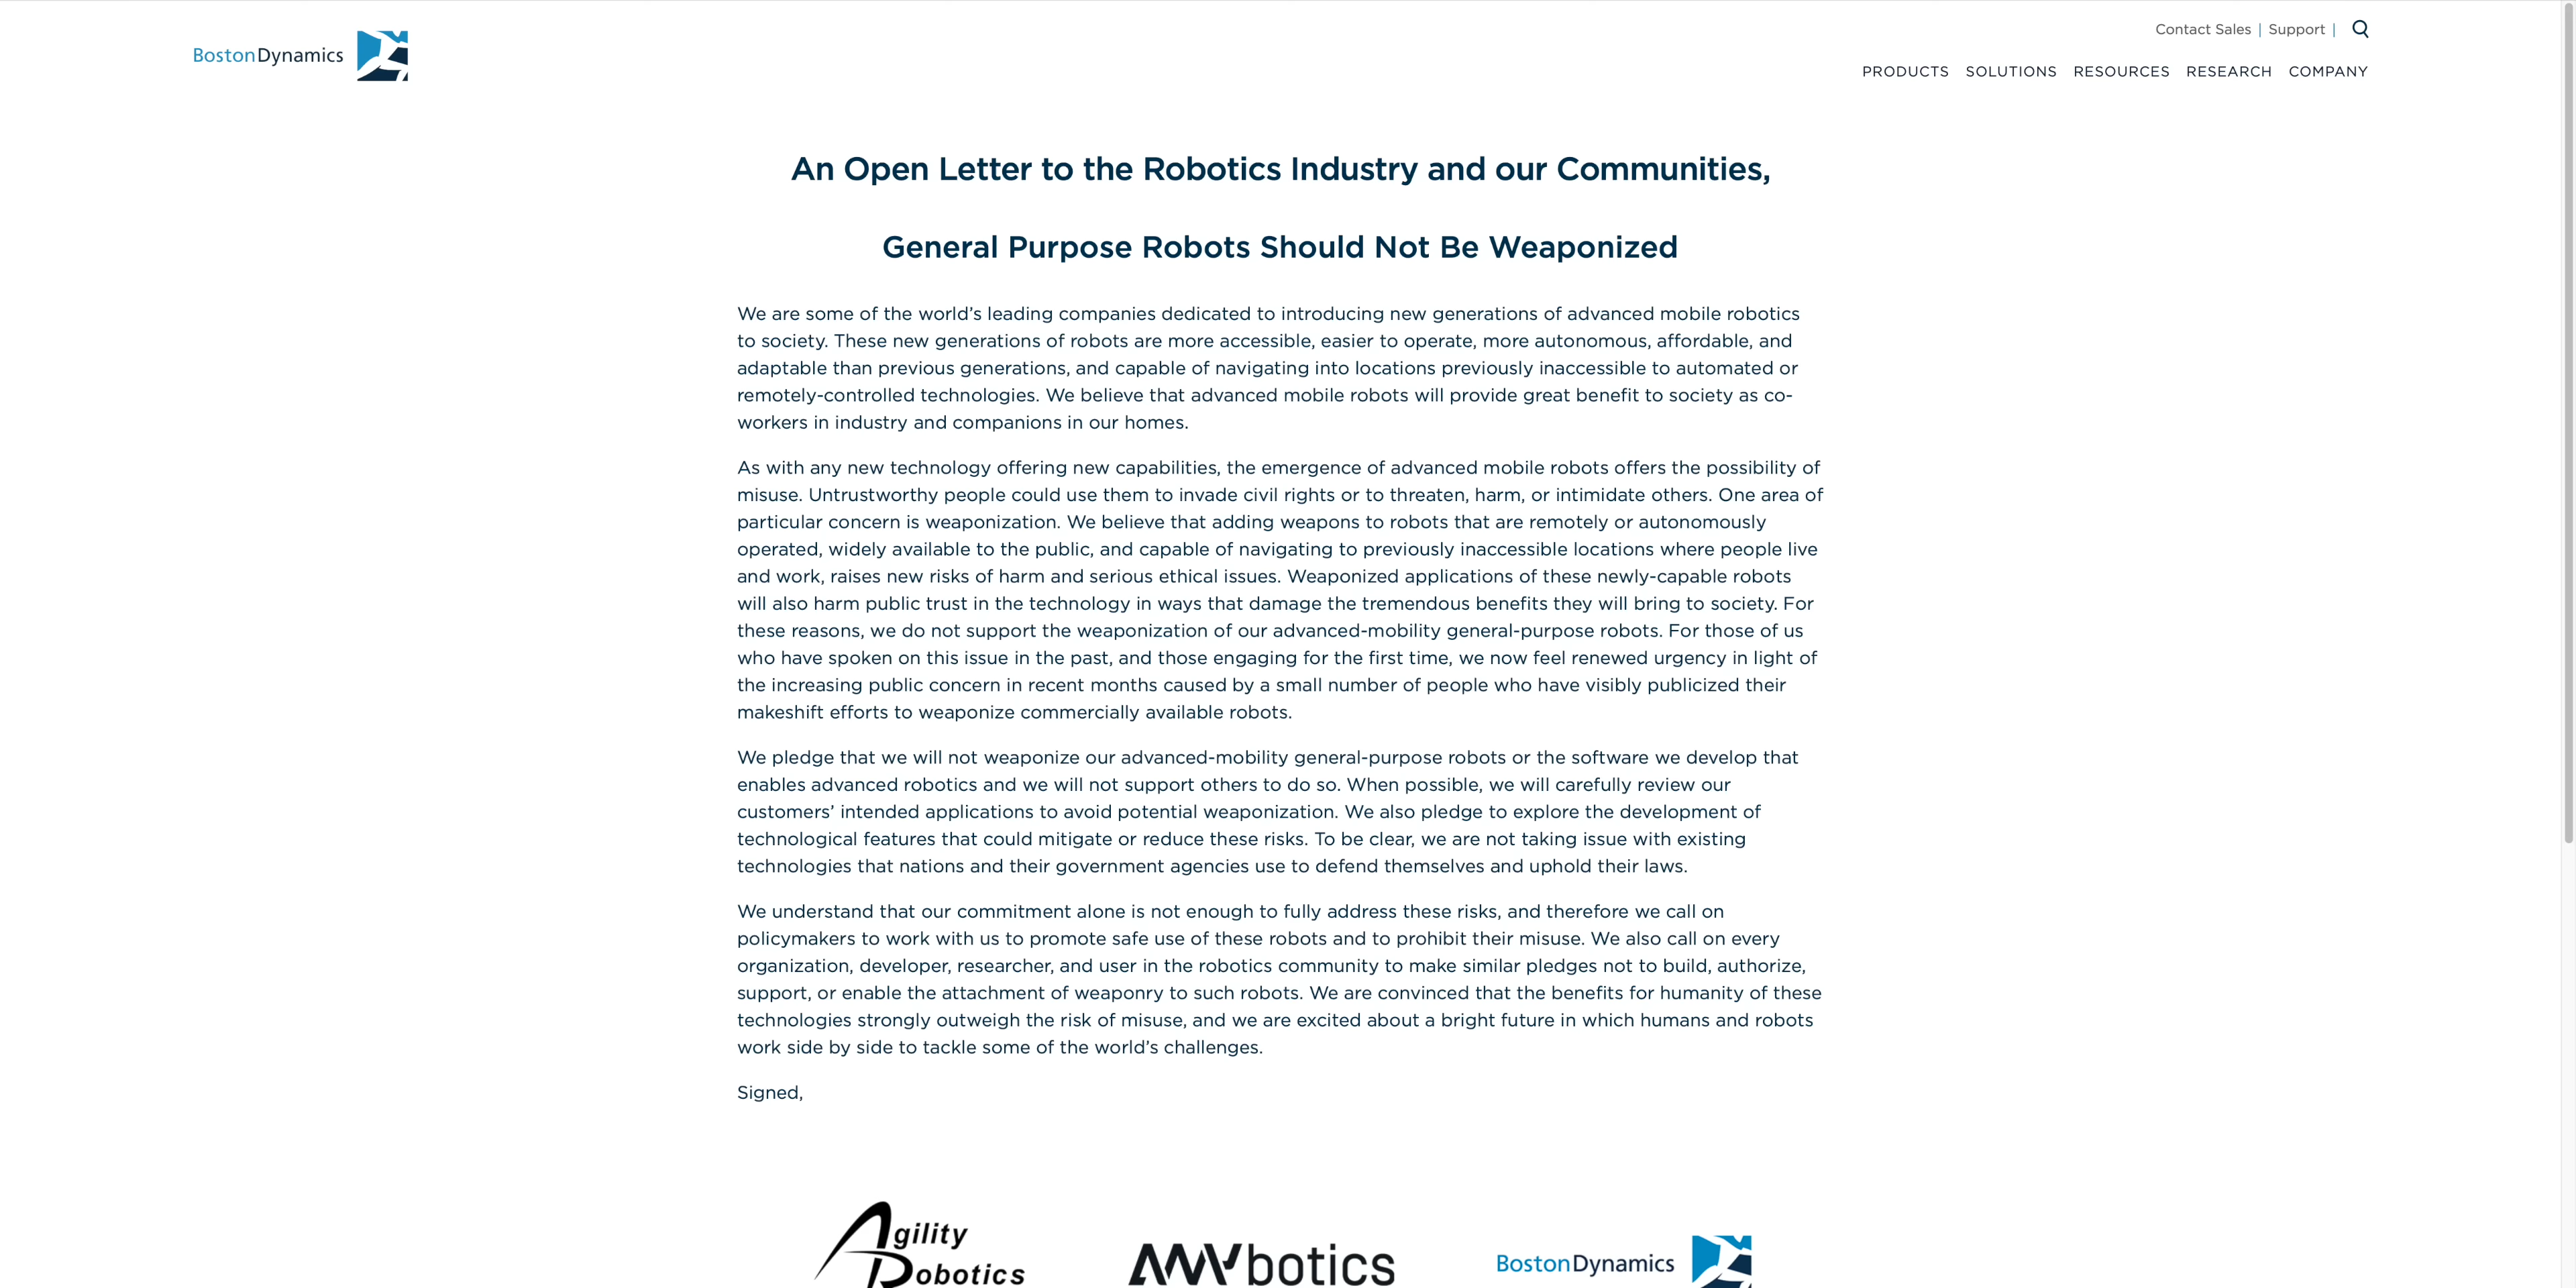 Contact Sales | Support |
BostonDynamics
PRODUCTS SOLUTIONS RESOURCES RESEARCH COMPANY
An Open Letter to the Robotics Industry and our Communities,
General Purpose Robots Should Not Be Weaponized
We are some of the world’s leading companies dedicated to introducing new generations of advanced mobile robotics
to society. These new generations of robots are more accessible, easier to operate, more autonomous, affordable, and
adaptable than previous generations, and capable of navigating into locations previously inaccessible to automated or
remotely-controlled technologies. We believe that advanced mobile robots will provide great benefit to society as co-
workers in industry and companions in our homes.
As with any new technology offering new capabilities, the emergence of advanced mobile robots offers the possibility of
misuse. Untrustworthy people could use them to invade civil rights or to threaten, harm, or intimidate others. One area of
particular concern is weaponization. We believe that adding weapons to robots that are remotely or autonomously
operated, widely available to the public, and capable of navigating to previously inaccessible locations where people live
and work, raises new risks of harm and serious ethical issues. Weaponized applications of these newly-capable robots
will also harm public trust in the technology in ways that damage the tremendous benefits they will bring to society. For
these reasons, we do not support the weaponization of our advanced-mobility general-purpose robots. For those of us
who have spoken on this issue in the past, and those engaging for the first time, we now feel renewed urgency in light of
the increasing public concern in recent months caused by a small number of people who have visibly publicized their
makeshift efforts to weaponize commercially available robots.
We pledge that we will not weaponize our advanced-mobility general-purpose robots or the software we develop that
enables advanced robotics and we will not support others to do so. When possible, we will carefully review our
customers’ intended applications to avoid potential weaponization. We also pledge to explore the development of
technological features that could mitigate or reduce these risks. To be clear, we are not taking issue with existing
technologies that nations and their government agencies use to defend themselves and uphold their laws.
We understand that our commitment alone is not enough to fully address these risks, and therefore we call on
policymakers to work with us to promote safe use of these robots and to prohibit their misuse. We also call on every
organization, developer, researcher, and user in the robotics community to make similar pledges not to build, authorize,
support, or enable the attachment of weaponry to such robots. We are convinced that the benefits for humanity of these
technologies strongly outweigh the risk of misuse, and we are excited about a bright future in which humans and robots
work side by side to tackle some of the world’s challenges.
Signed,
Agility
Robotics
ANYbotics
BostonDynamics